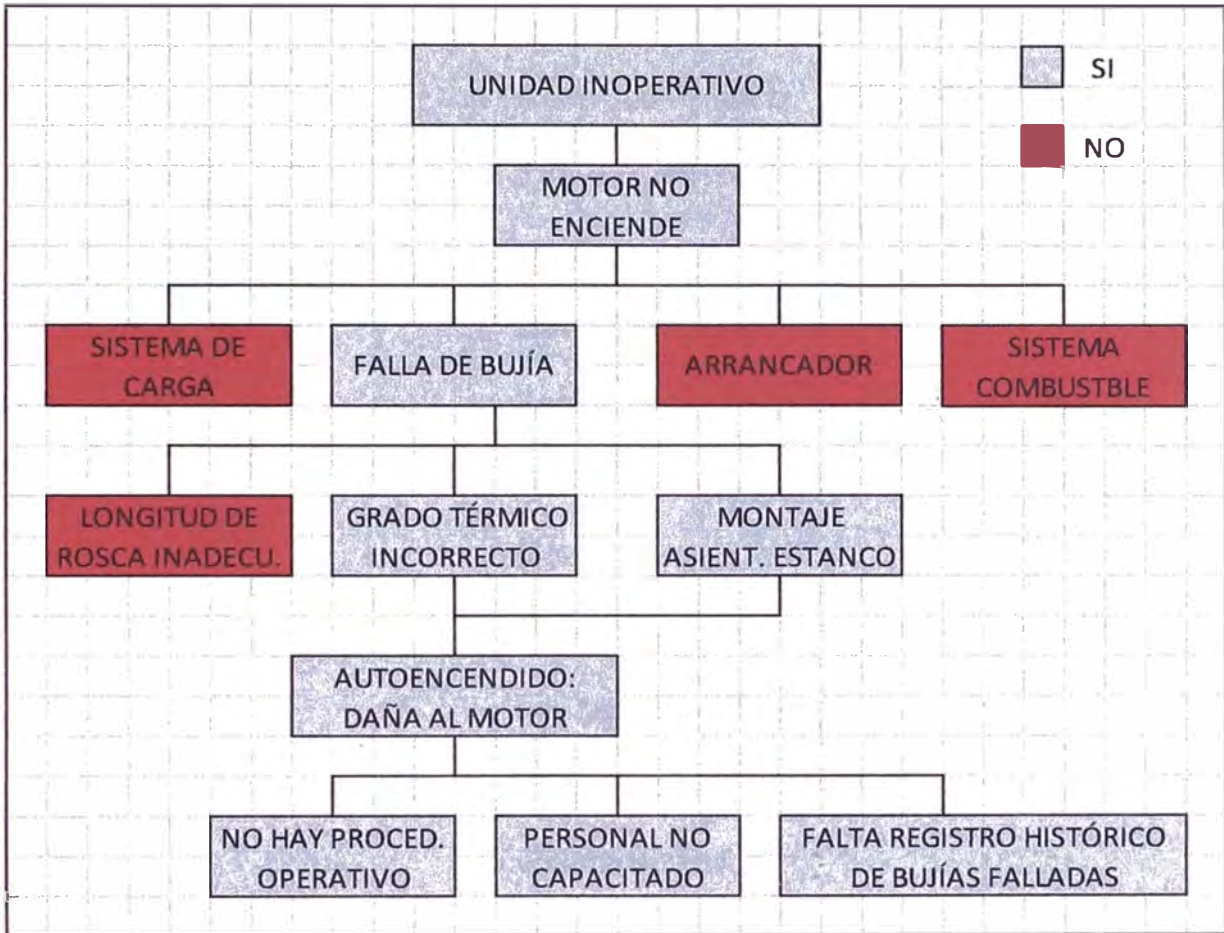 UNIDAD INOPERATIVO
SI
NO
MOTOR NO
ENCIENDE
SISTEMA DE
CARGA
FALLA DE BUJÍA
ARRANCADOR
SISTEMA
COMBUSTBLE
LONGITUD DE
ROSCA INADECU.
GRADO TÉRMICO
INCORRECTO
MONTAJE
ASIENT. ESTANCO
AUTOENCENDIDO:
DAÑA AL MOTOR
NO HAY PROCED.
OPERATIVO
PERSONAL NO
CAPACITADO
FALTA REGISTRO HISTÓRICO
DE BUJÍAS FALLADAS